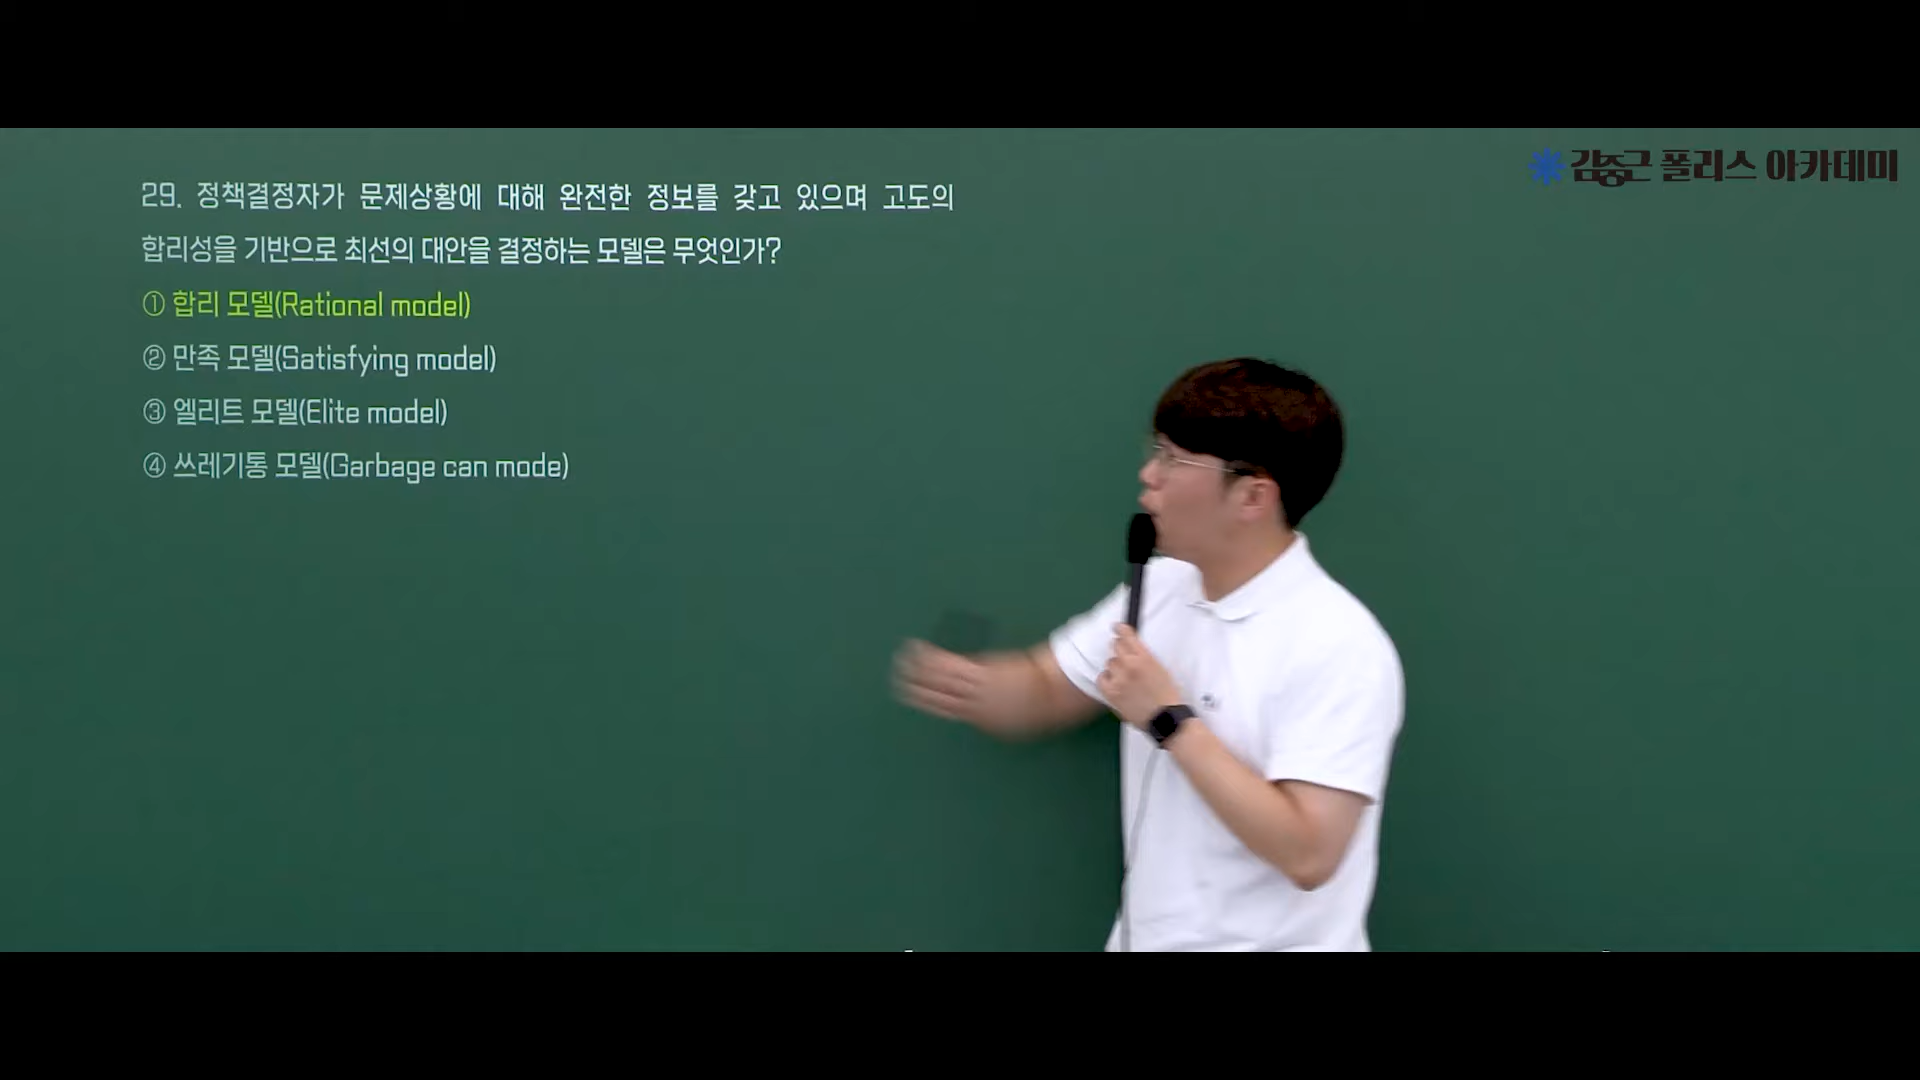 김중근 폴리스 아카데미
29. 정책결정자가 문제상황에 대해 완전한 정보를 갖고 있으며 고도의
합리성을 기반으로 최선의 대안을 결정하는 모델은 무엇인가?
① 합리 모델(Rational model)
② 만족 모델(Satisfying model)
③ 엘리트 모델(Elite model)
④ 쓰레기통 모델(Garbage can mode)